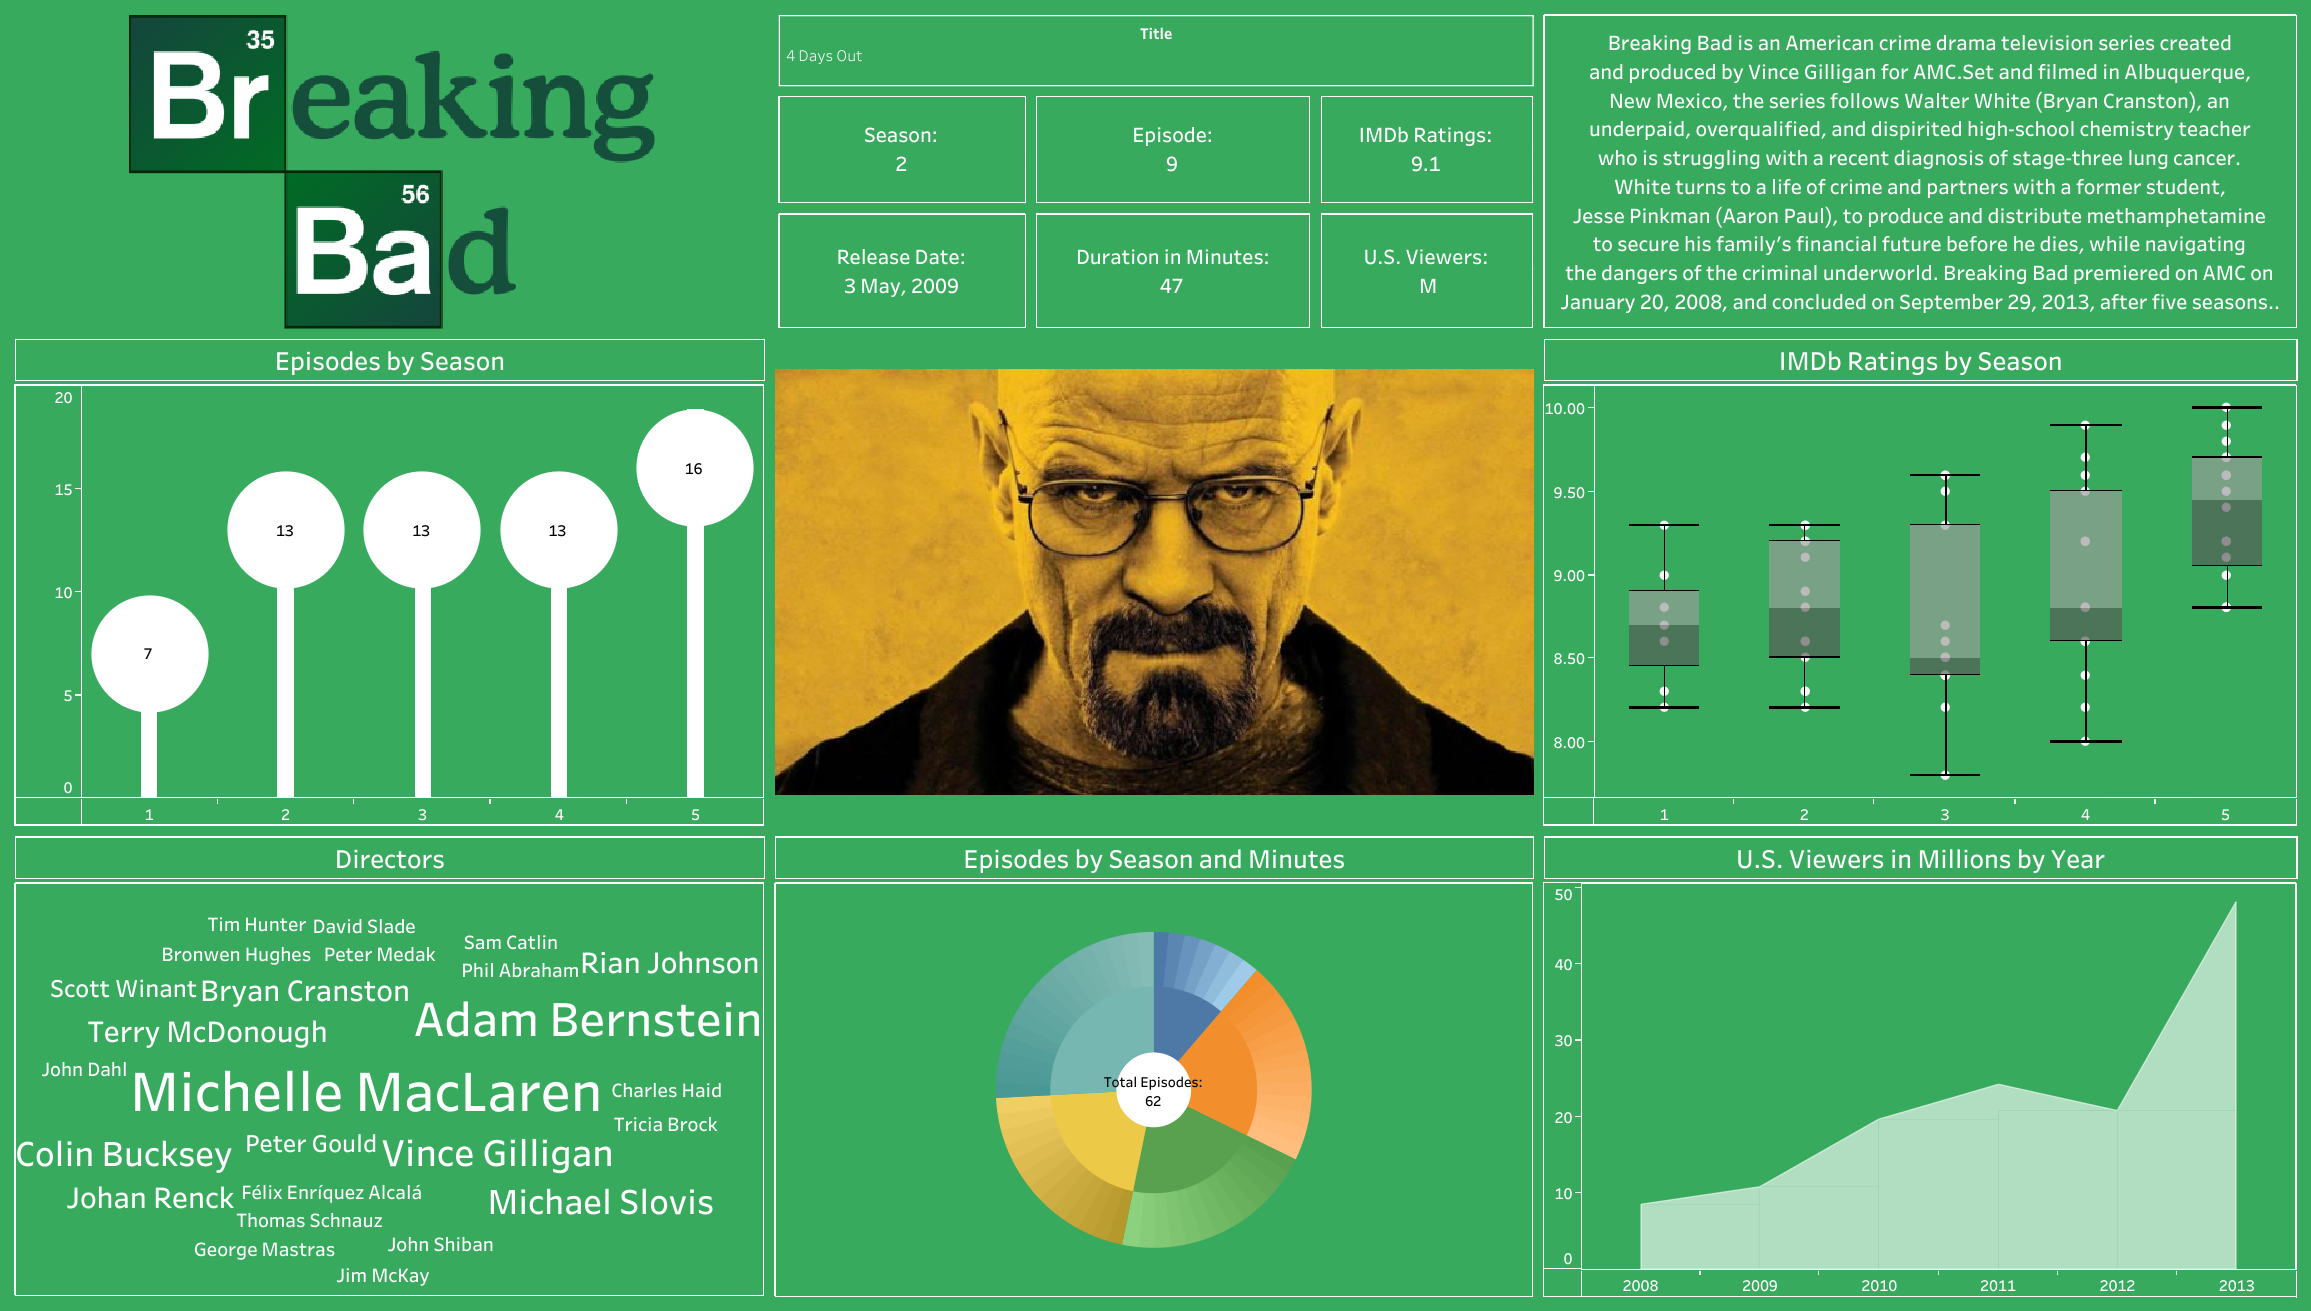 35
Breaking
56
Bad
Title
4 Days Out
Season:
2
Episode:
9
IMDb Ratings:
9.1
Release Date:
3 May, 2009
Duration in Minutes:
47
U.S. Viewers:
M
Breaking Bad is an American crime drama television series created
and produced by Vince Gilligan for AMC.Set and filmed in Albuquerque,
New Mexico, the series follows Walter White (Bryan Cranston), an
underpaid, overqualified, and dispirited high-school chemistry teacher
who is struggling with a recent diagnosis of stage-three lung cancer.
White turns to a life of crime and partners with a former student,
Jesse Pinkman (Aaron Paul), to produce and distribute methamphetamine
to secure his family's financial future before he dies, while navigating
the dangers of the criminal underworld. Breaking Bad premiered on AMC on
January 20, 2008, and concluded on September 29, 2013, after five seasons..
Episodes by Season
20
15
10
5
0
7
13
13
13
16
1 2 3 4 5
IMDb Ratings by Season
10.00
9.50
9.00
8.50
8.00
1 2 3 4 5
Directors
Tim Hunter David Slade
Sam Catlin
Bronwen Hughes Peter Medak
Phil Abraham Rian Johnson
Scott Winant Bryan Cranston
Adam Bernstein
Terry McDonough
John Dahl
Michelle MacLaren Charles Haid
Tricia Brock
Colin Bucksey Peter Gould Vince Gilligan
Johan Renck Félix Enríquez Alcalá Michael Slovis
Thomas Schnauz
George Mastras John Shiban
Jim McKay
Episodes by Season and Minutes
Total Episodes:
62
U.S. Viewers in Millions by Year
50
40
30
20
10
0
2008 2009 2010 2011 2012 2013